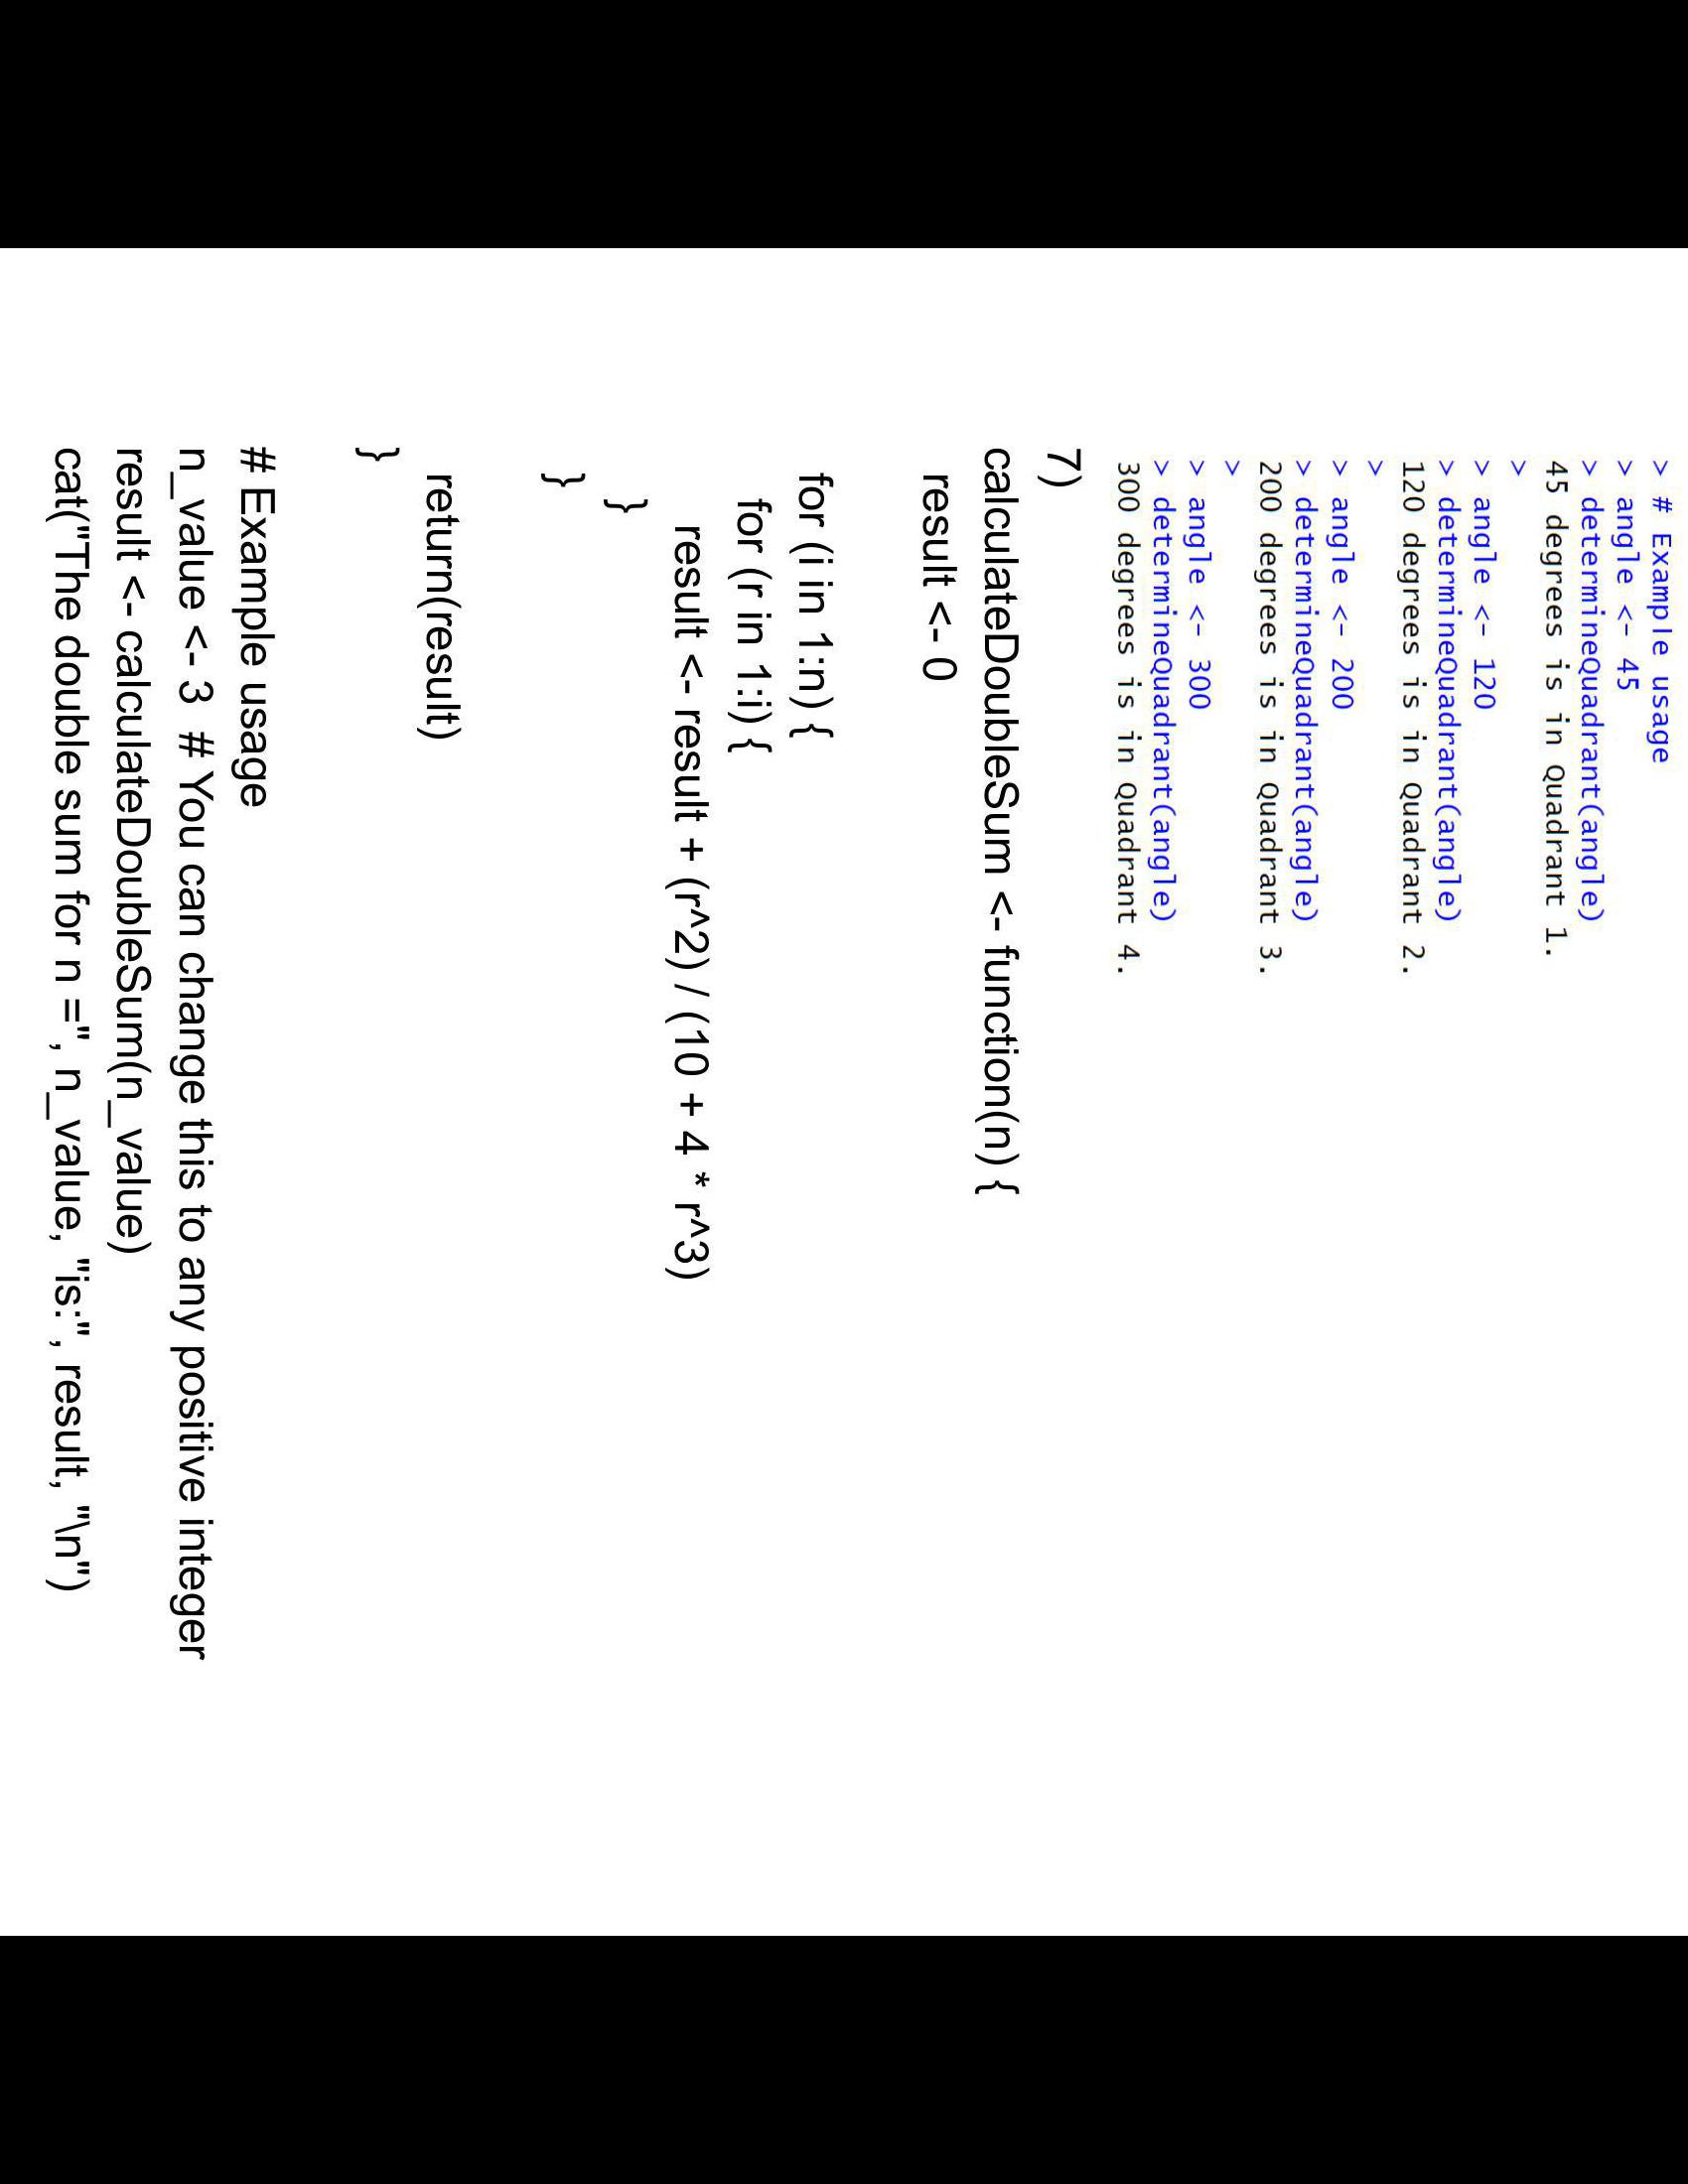 > # Example usage
> angle <- 45
> determineQuadrant(angle)
45 degrees is in Quadrant 1.
>
> angle <- 120
> determineQuadrant(angle)
120 degrees is in Quadrant 2.
>
> angle <- 200
> determineQuadrant(angle)
200 degrees is in Quadrant 3.
>
> angle <- 300
> determineQuadrant(angle)
300 degrees is in Quadrant 4.
7)
calculateDoubleSum <- function(n) {
  result <- 0

  for (i in 1:n) {
    for (r in 1:i) {
      result <- result + (r^2) / (10 + 4 * r^3)
    }
  }

  return(result)
}

# Example usage
n_value <- 3  # You can change this to any positive integer
result <- calculateDoubleSum(n_value)
cat("The double sum for n =", n_value, "is:", result, "\n")